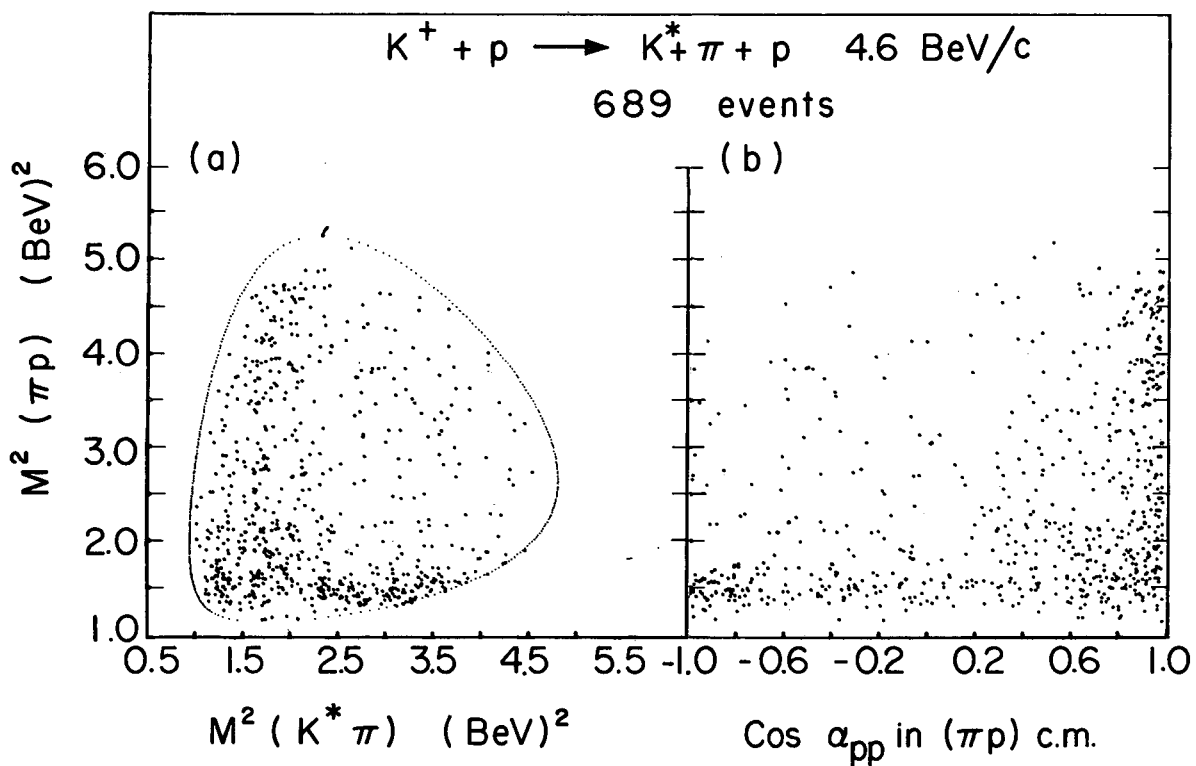 K⁺ + p ⟶ K*+ π + p 4.6 BeV/c
689 events
(a)
(b)
M² (πp) (BeV)²
6.0
5.0
4.0
3.0
2.0
1.0
0.5 1.5 2.5 3.5 4.5 5.5
-1.0 -0.6 -0.2 0.2 0.6 1.0
M² (K*π) (BeV)²
Cos α_pp in (πp) c.m.